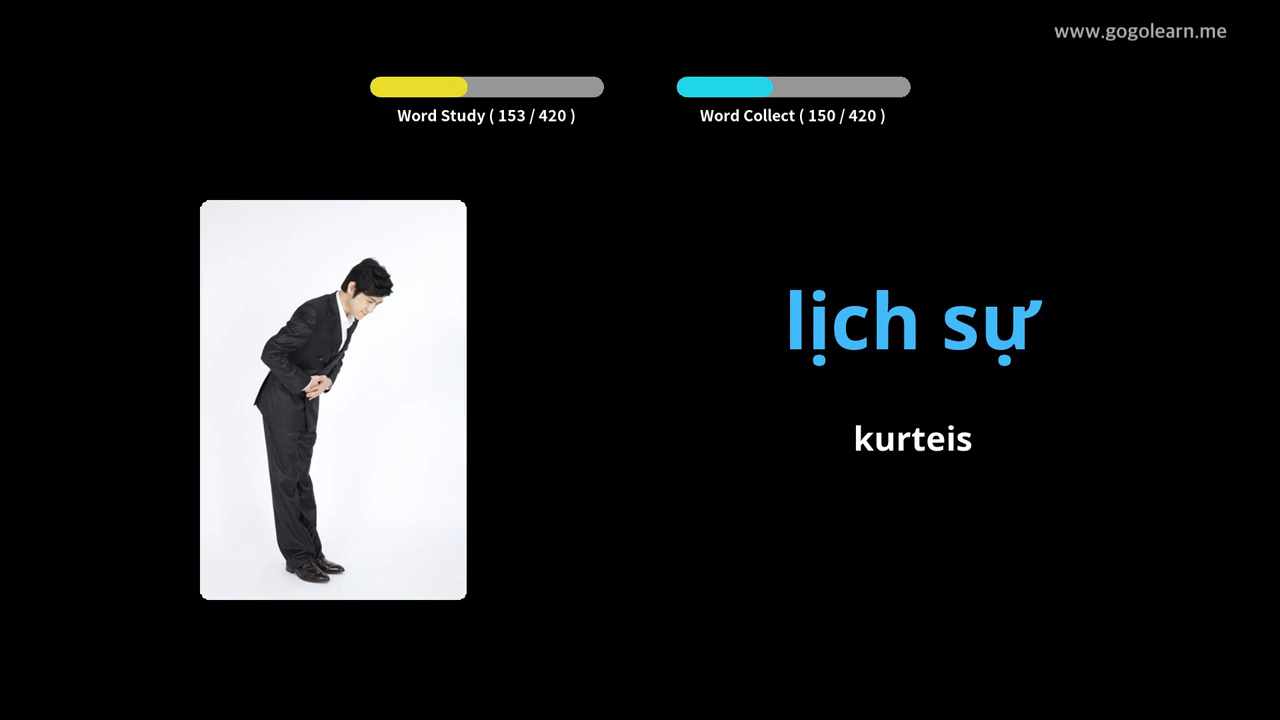 www.gogolearn.me
Word Study ( 153 / 420 )
Word Collect ( 150 / 420 )
lịch sự
kurteis